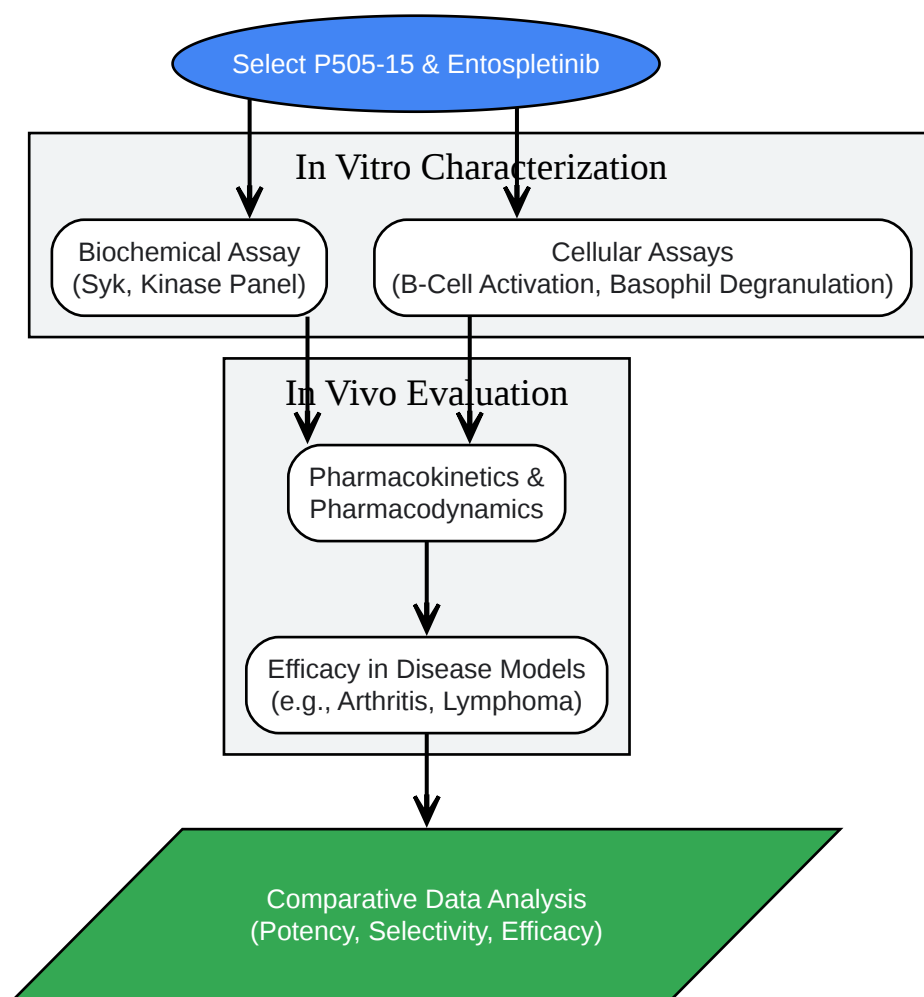 Select P505-15 & Entospletinib
In Vitro Characterization
Biochemical Assay
(Syk, Kinase Panel)
Cellular Assays
(B-Cell Activation, Basophil Degranulation)
In Vivo Evaluation
Pharmacokinetics &
Pharmacodynamics
Efficacy in Disease Models
(e.g., Arthritis, Lymphoma)
Comparative Data Analysis
(Potency, Selectivity, Efficacy)